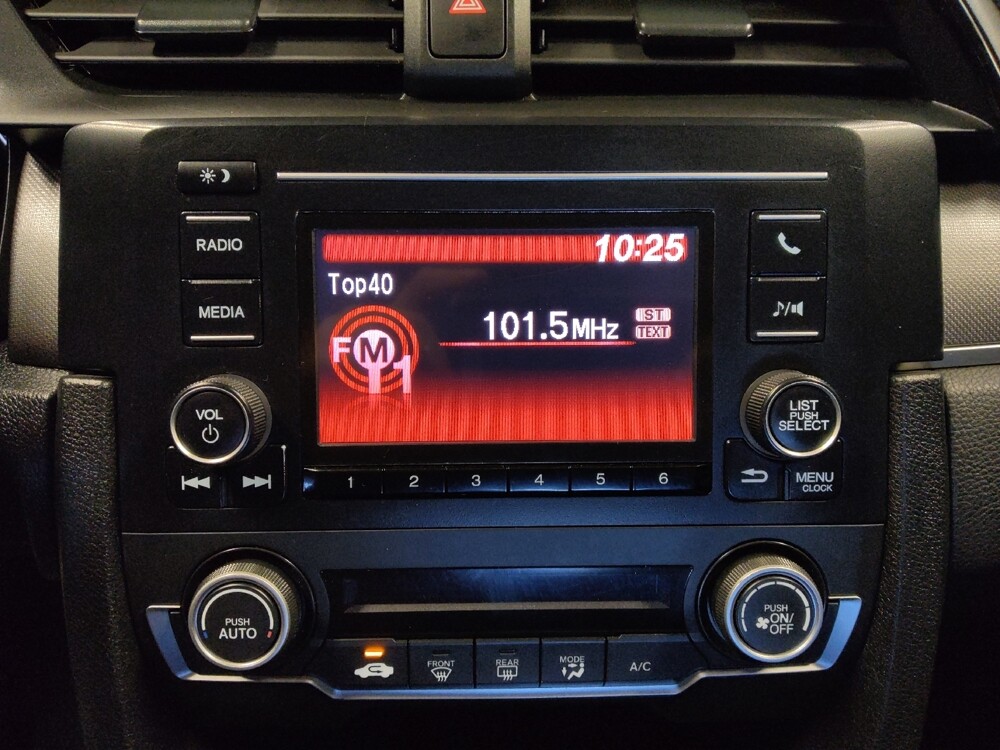 RADIO
MEDIA
10:25
Top40
101.5MHz
ST
TEXT
FM1
VOL
LIST
PUSH
SELECT
1 2 3 4 5 6
MENU
CLOCK
PUSH
AUTO
PUSH
ON/
OFF
FRONT
REAR
MODE
A/C